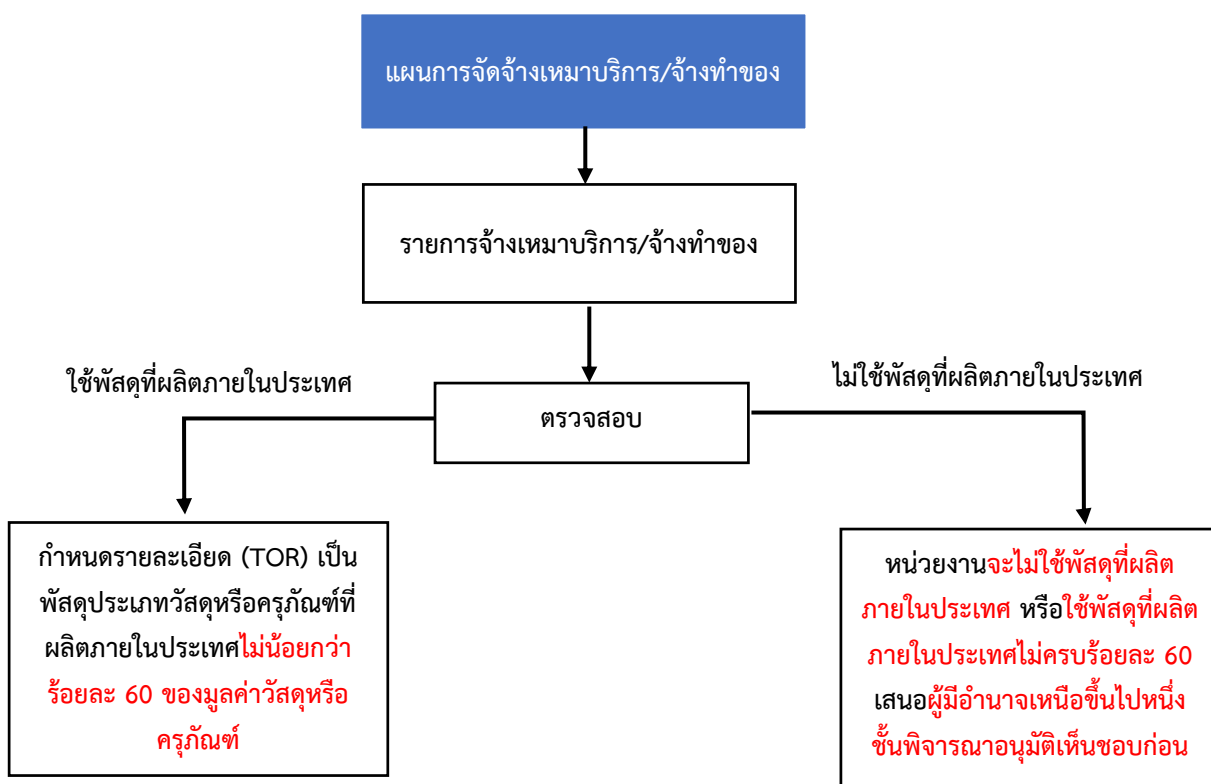 แผนการจัดจ้างเหมาบริการ/จ้างทำของ
รายการจ้างเหมาบริการ/จ้างทำของ
ใช้พัสดุที่ผลิตภายในประเทศ
ไม่ใช้พัสดุที่ผลิตภายในประเทศ
ตรวจสอบ
กำหนดรายละเอียด (TOR) เป็น
พัสดุประเภทวัสดุหรือครุภัณฑ์ที่
ผลิตภายในประเทศไม่น้อยกว่า
ร้อยละ 60 ของมูลค่าวัสดุหรือ
ครุภัณฑ์
หน่วยงานจะไม่ใช้พัสดุที่ผลิต
ภายในประเทศ หรือใช้พัสดุที่ผลิต
ภายในประเทศไม่ครบร้อยละ 60
เสนอผู้มีอำนาจเหนือขึ้นไปหนึ่ง
ชั้นพิจารณาอนุมัติเห็นชอบก่อน